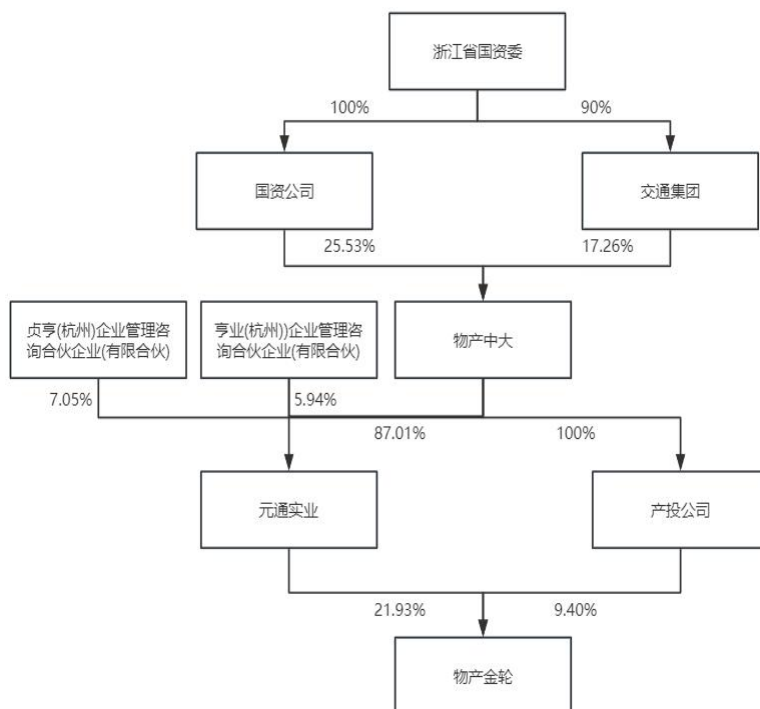 浙江省国资委
100%
90%
国资公司
交通集团
25.53%
17.26%
贞亨(杭州)企业管理咨
询合伙企业(有限合伙)
亨业(杭州))企业管理咨
询合伙企业(有限合伙)
物产中大
7.05%
5.94%
87.01%
100%
元通实业
产投公司
21.93%
9.40%
物产金轮